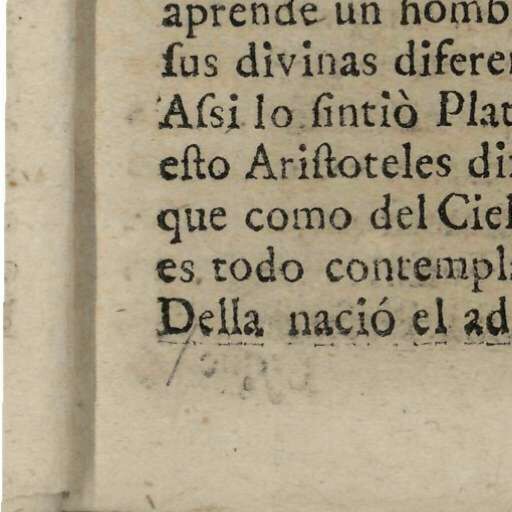 aprende un homb
ſus divinas difere
Aſsi lo ſintiò Plat
eſto Ariſtoteles di
que como del Ciel
es todo contempl
Della nació el ad